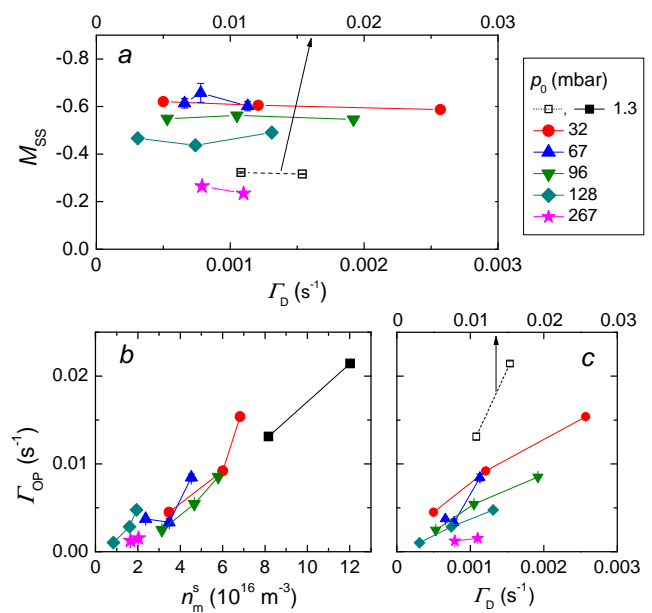 0 0.01 0.02 0.03
a
-0.8
-0.6
-0.4
-0.2
0.0
M_SS
0 0.001 0.002 0.003
Γ_D (s⁻¹)
p₀ (mbar)
, 1.3
32
67
96
128
267
b
0.02
0.01
0.00
Γ_OP (s⁻¹)
0 2 4 6 8 10 12
n_m^s (10¹⁶ m⁻³)
0 0.01 0.02 0.03
c
0 0.001 0.002 0.003
Γ_D (s⁻¹)